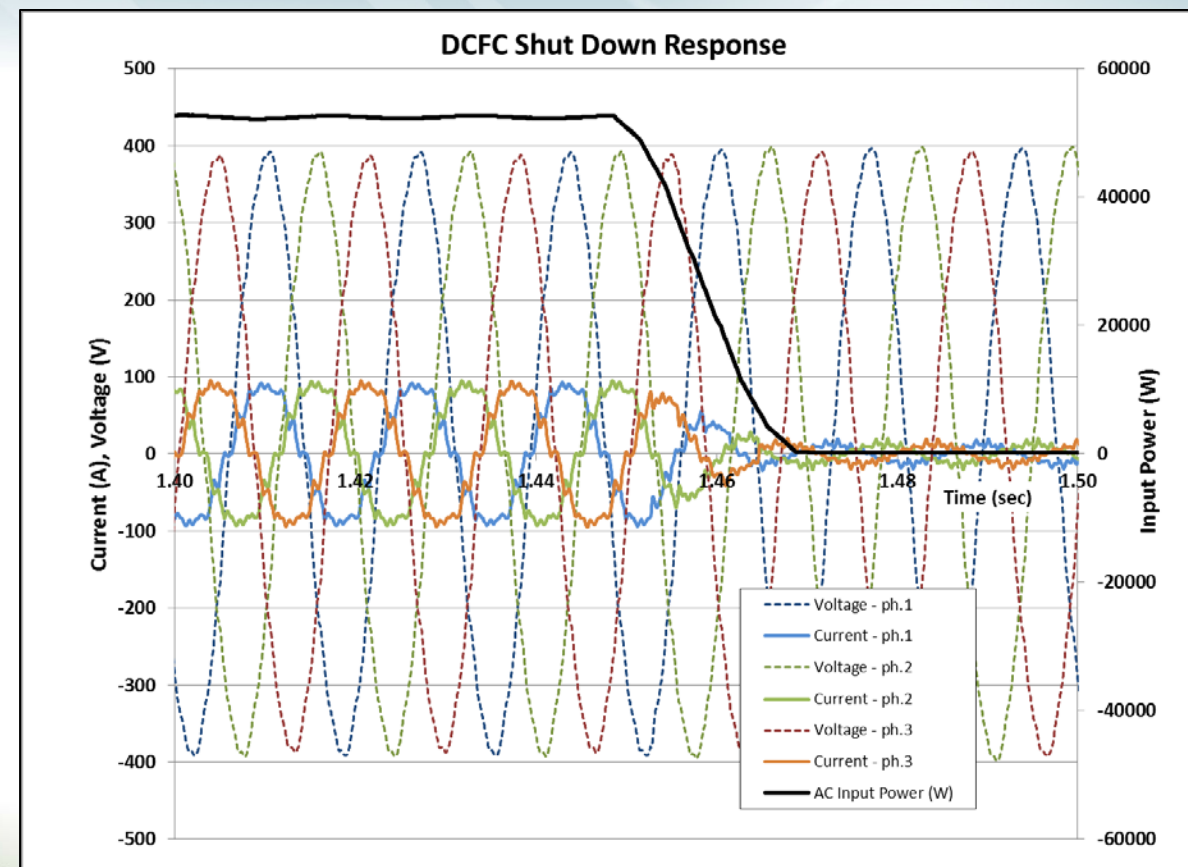 DCFC Shut Down Response
500
400
300
200
100
0
-100
-200
-300
-400
-500
Current (A), Voltage (V)
60000
40000
20000
0
-20000
-40000
-60000
Input Power (W)
1.40
1.42
1.44
1.46
1.48
1.50
Time (sec)
Voltage - ph.1
Current - ph.1
Voltage - ph.2
Current - ph.2
Voltage - ph.3
Current - ph.3
AC Input Power (W)